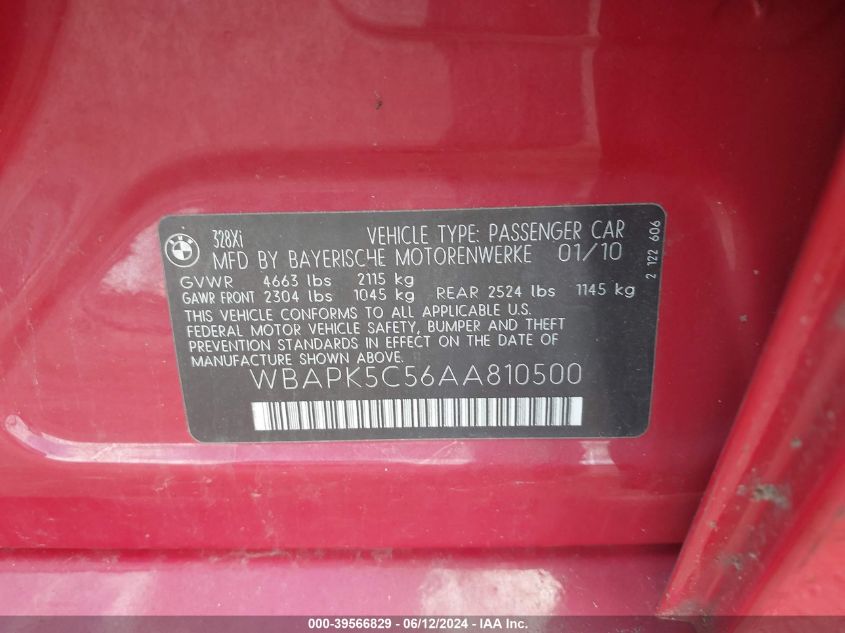 BMW
328Xi VEHICLE TYPE: PASSENGER CAR
MFD BY BAYERISCHE MOTORENWERKE 01/10
GVWR 4663 lbs 2115 kg
GAWR FRONT 2304 lbs 1045 kg REAR 2524 lbs 1145 kg
THIS VEHICLE CONFORMS TO ALL APPLICABLE U.S.
FEDERAL MOTOR VEHICLE SAFETY, BUMPER AND THEFT
PREVENTION STANDARDS IN EFFECT ON THE DATE OF
MANUFACTURE SHOWN ABOVE.
WBAPK5C56AA810500
2 122 606
000-39566829 - 06/12/2024 - IAA Inc.